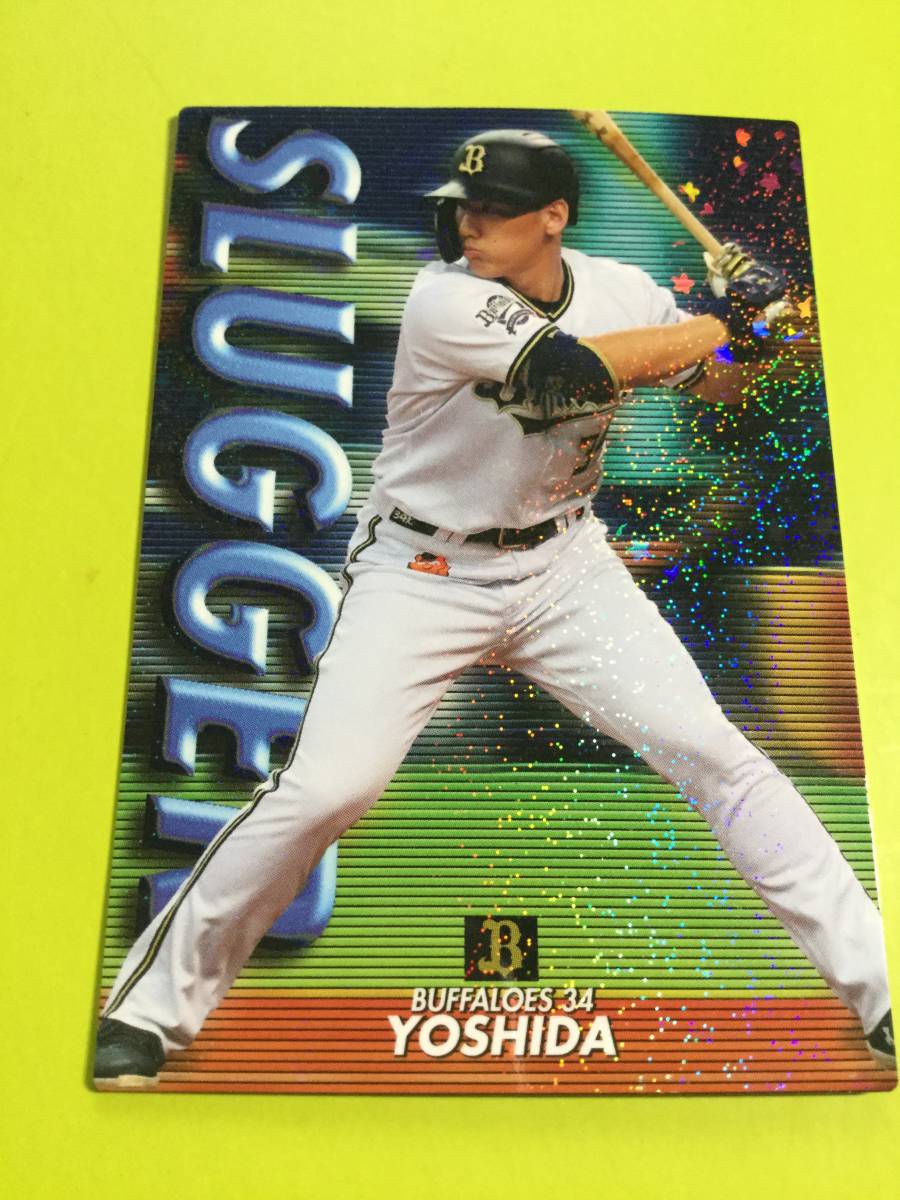 SLUGGER
B
B
BUFFALOES 34
YOSHIDA